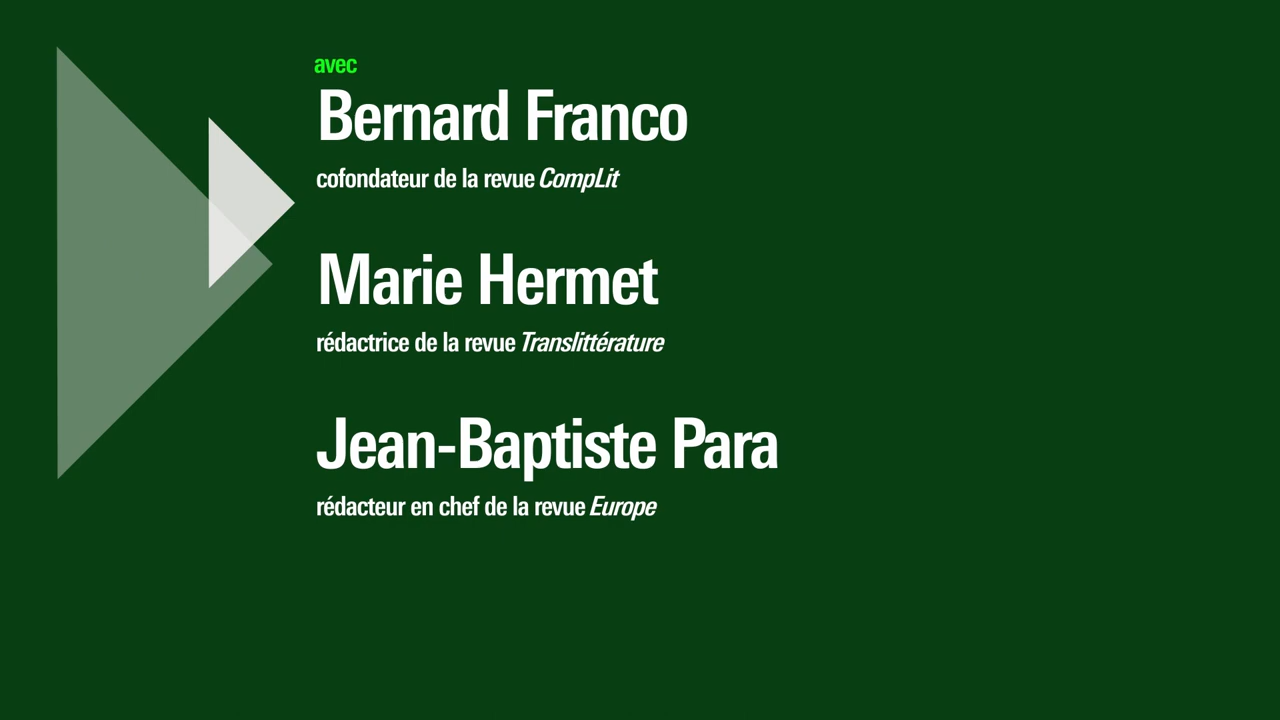 avec
Bernard Franco
cofondateur de la revue CompLit
Marie Hermet
rédactrice de la revue Translittérature
Jean-Baptiste Para
rédacteur en chef de la revue Europe